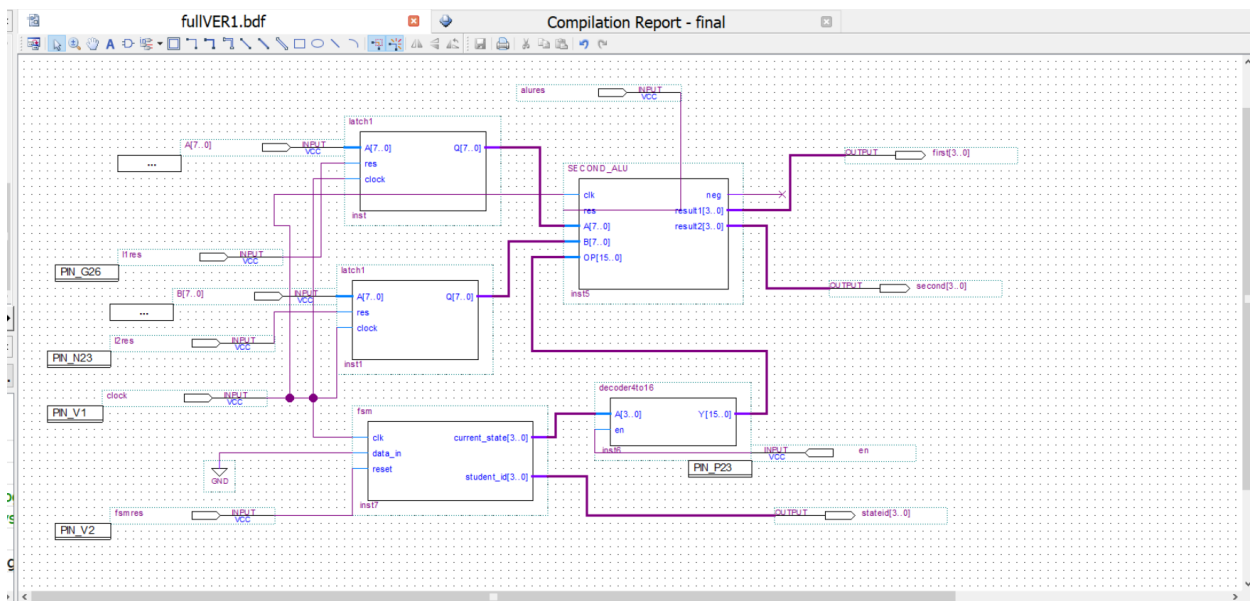 fullVER1.bdf
Compilation Report - final
alures
INPUT
VCC
latch1
A[7..0]
INPUT
VCC
...
A[7..0]
Q[7..0]
res
clock
inst
OUTPUT
first[3..0]
SECOND_ALU
clk
neg
res
result1[3..0]
A[7..0]
result2[3..0]
B[7..0]
OP[15..0]
inst5
l1res
INPUT
VCC
PIN_G26
latch1
B[7..0]
INPUT
VCC
...
A[7..0]
Q[7..0]
res
clock
inst1
OUTPUT
second[3..0]
l2res
INPUT
VCC
PIN_N23
clock
INPUT
VCC
PIN_V1
decoder4to16
A[3..0]
Y[15..0]
en
inst6
INPUT
VCC
en
PIN_P23
fsm
clk
current_state[3..0]
data_in
reset
student_id[3..0]
inst7
GND
fsmres
INPUT
VCC
PIN_V2
OUTPUT
stateid[3..0]